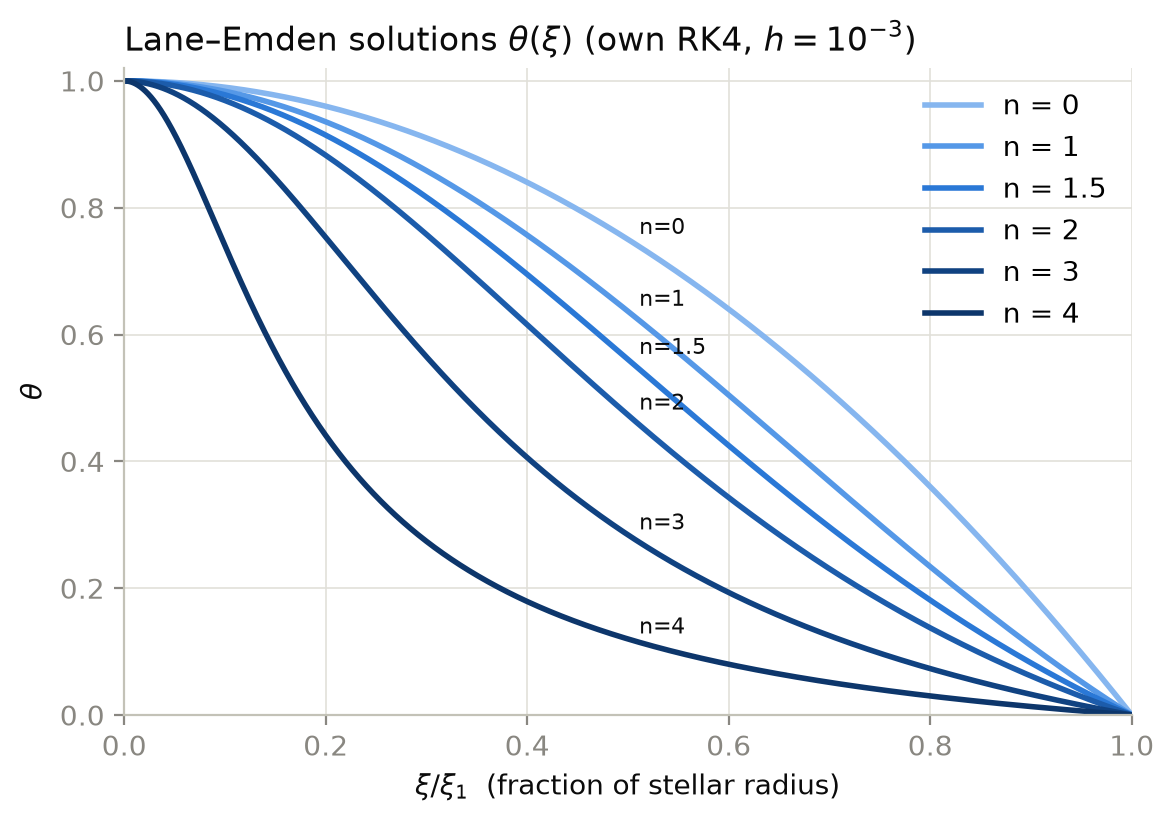 Lane–Emden solutions θ(ξ) (own RK4, h = 10⁻³)
1.0
0.8
0.6
0.4
0.2
0.0
θ
n = 0
n = 1
n = 1.5
n = 2
n = 3
n = 4
n=0
n=1
n=1.5
n=2
n=3
n=4
0.0 0.2 0.4 0.6 0.8 1.0
ξ/ξ₁ (fraction of stellar radius)